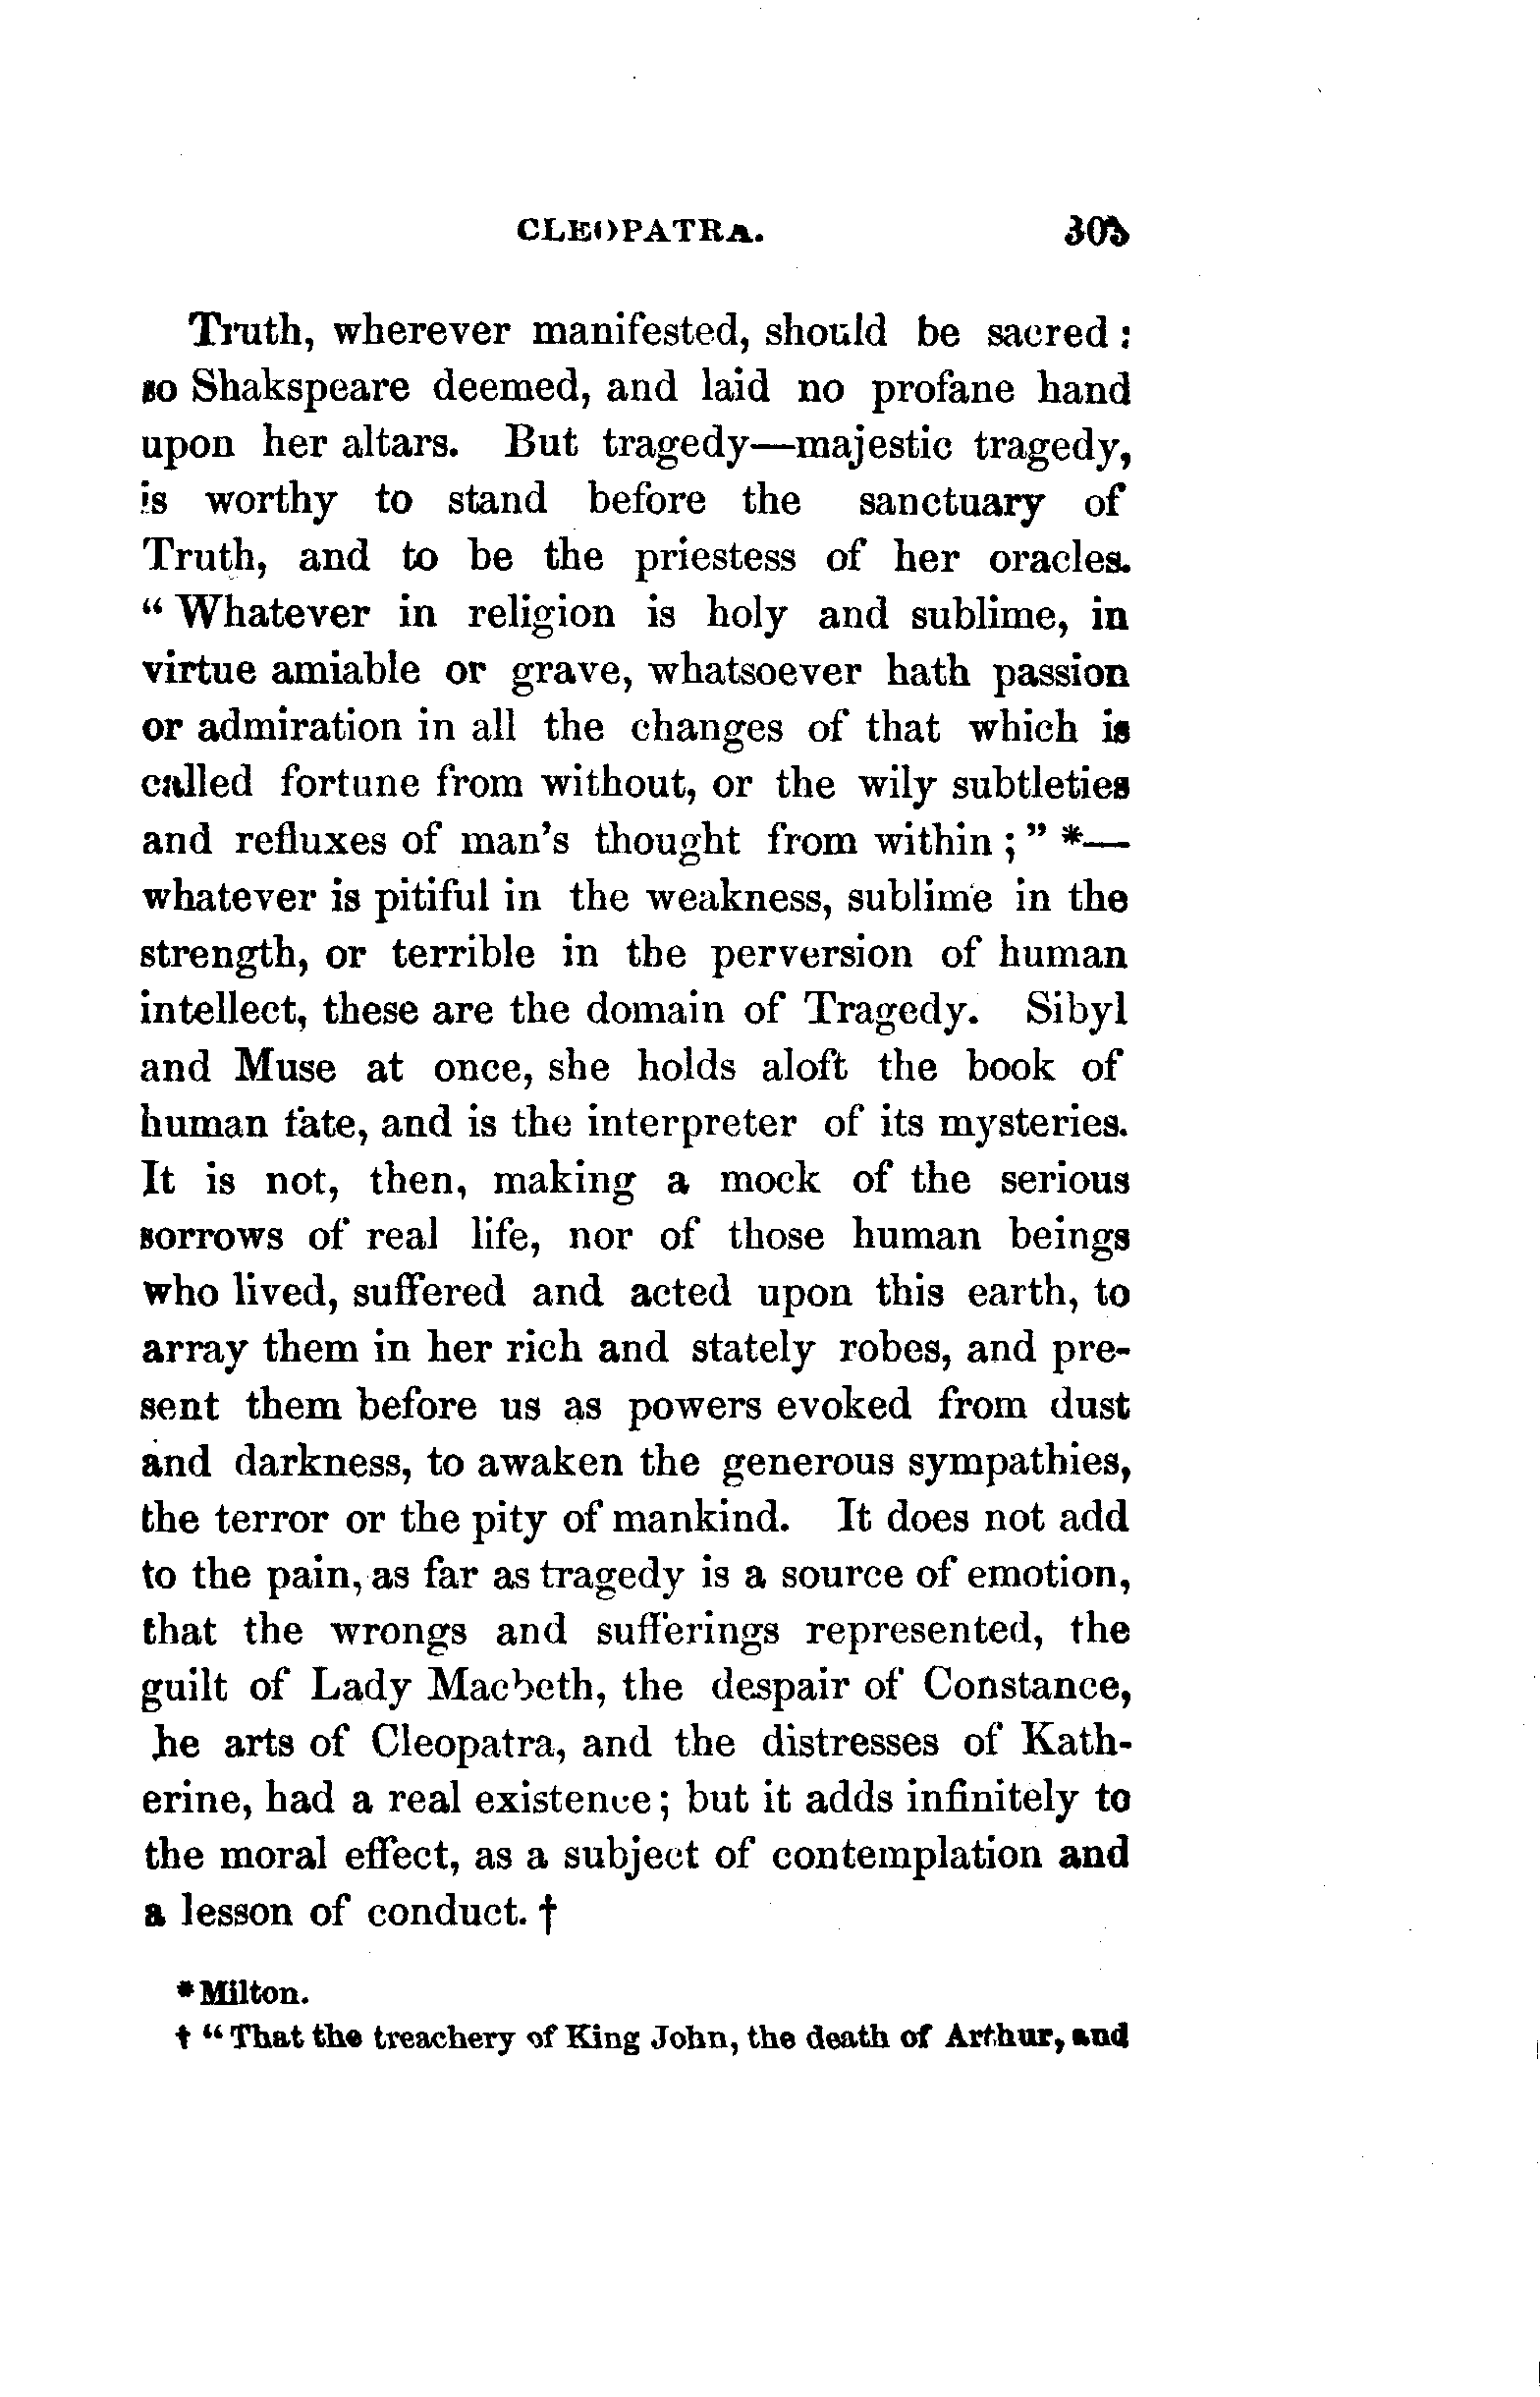 CLEOPATRA. 305
Truth, wherever manifested, should be sacred:
so Shakspeare deemed, and laid no profane hand
upon her altars. But tragedy—majestic tragedy,
is worthy to stand before the sanctuary of
Truth, and to be the priestess of her oracles.
“Whatever in religion is holy and sublime, in
virtue amiable or grave, whatsoever hath passion
or admiration in all the changes of that which is
called fortune from without, or the wily subtleties
and refluxes of man's thought from within;” *—
whatever is pitiful in the weakness, sublime in the
strength, or terrible in the perversion of human
intellect, these are the domain of Tragedy. Sibyl
and Muse at once, she holds aloft the book of
human fate, and is the interpreter of its mysteries.
It is not, then, making a mock of the serious
sorrows of real life, nor of those human beings
who lived, suffered and acted upon this earth, to
array them in her rich and stately robes, and pre-
sent them before us as powers evoked from dust
and darkness, to awaken the generous sympathies,
the terror or the pity of mankind. It does not add
to the pain, as far as tragedy is a source of emotion,
that the wrongs and sufferings represented, the
guilt of Lady Macbeth, the despair of Constance,
he arts of Cleopatra, and the distresses of Kath-
erine, had a real existence; but it adds infinitely to
the moral effect, as a subject of contemplation and
a lesson of conduct. †
* Milton.
† “That the treachery of King John, the death of Arthur, and